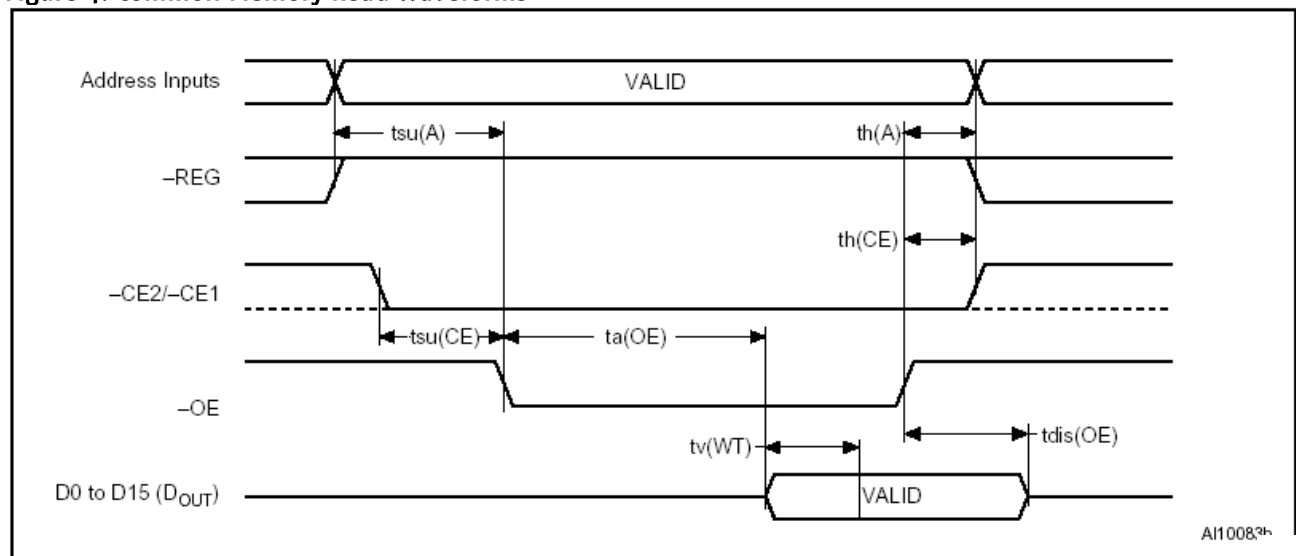 Address Inputs
VALID
tsu(A)
th(A)
–REG
th(CE)
–CE2/–CE1
tsu(CE)
ta(OE)
–OE
tv(WT)
tdis(OE)
D0 to D15 (DOUT)
VALID